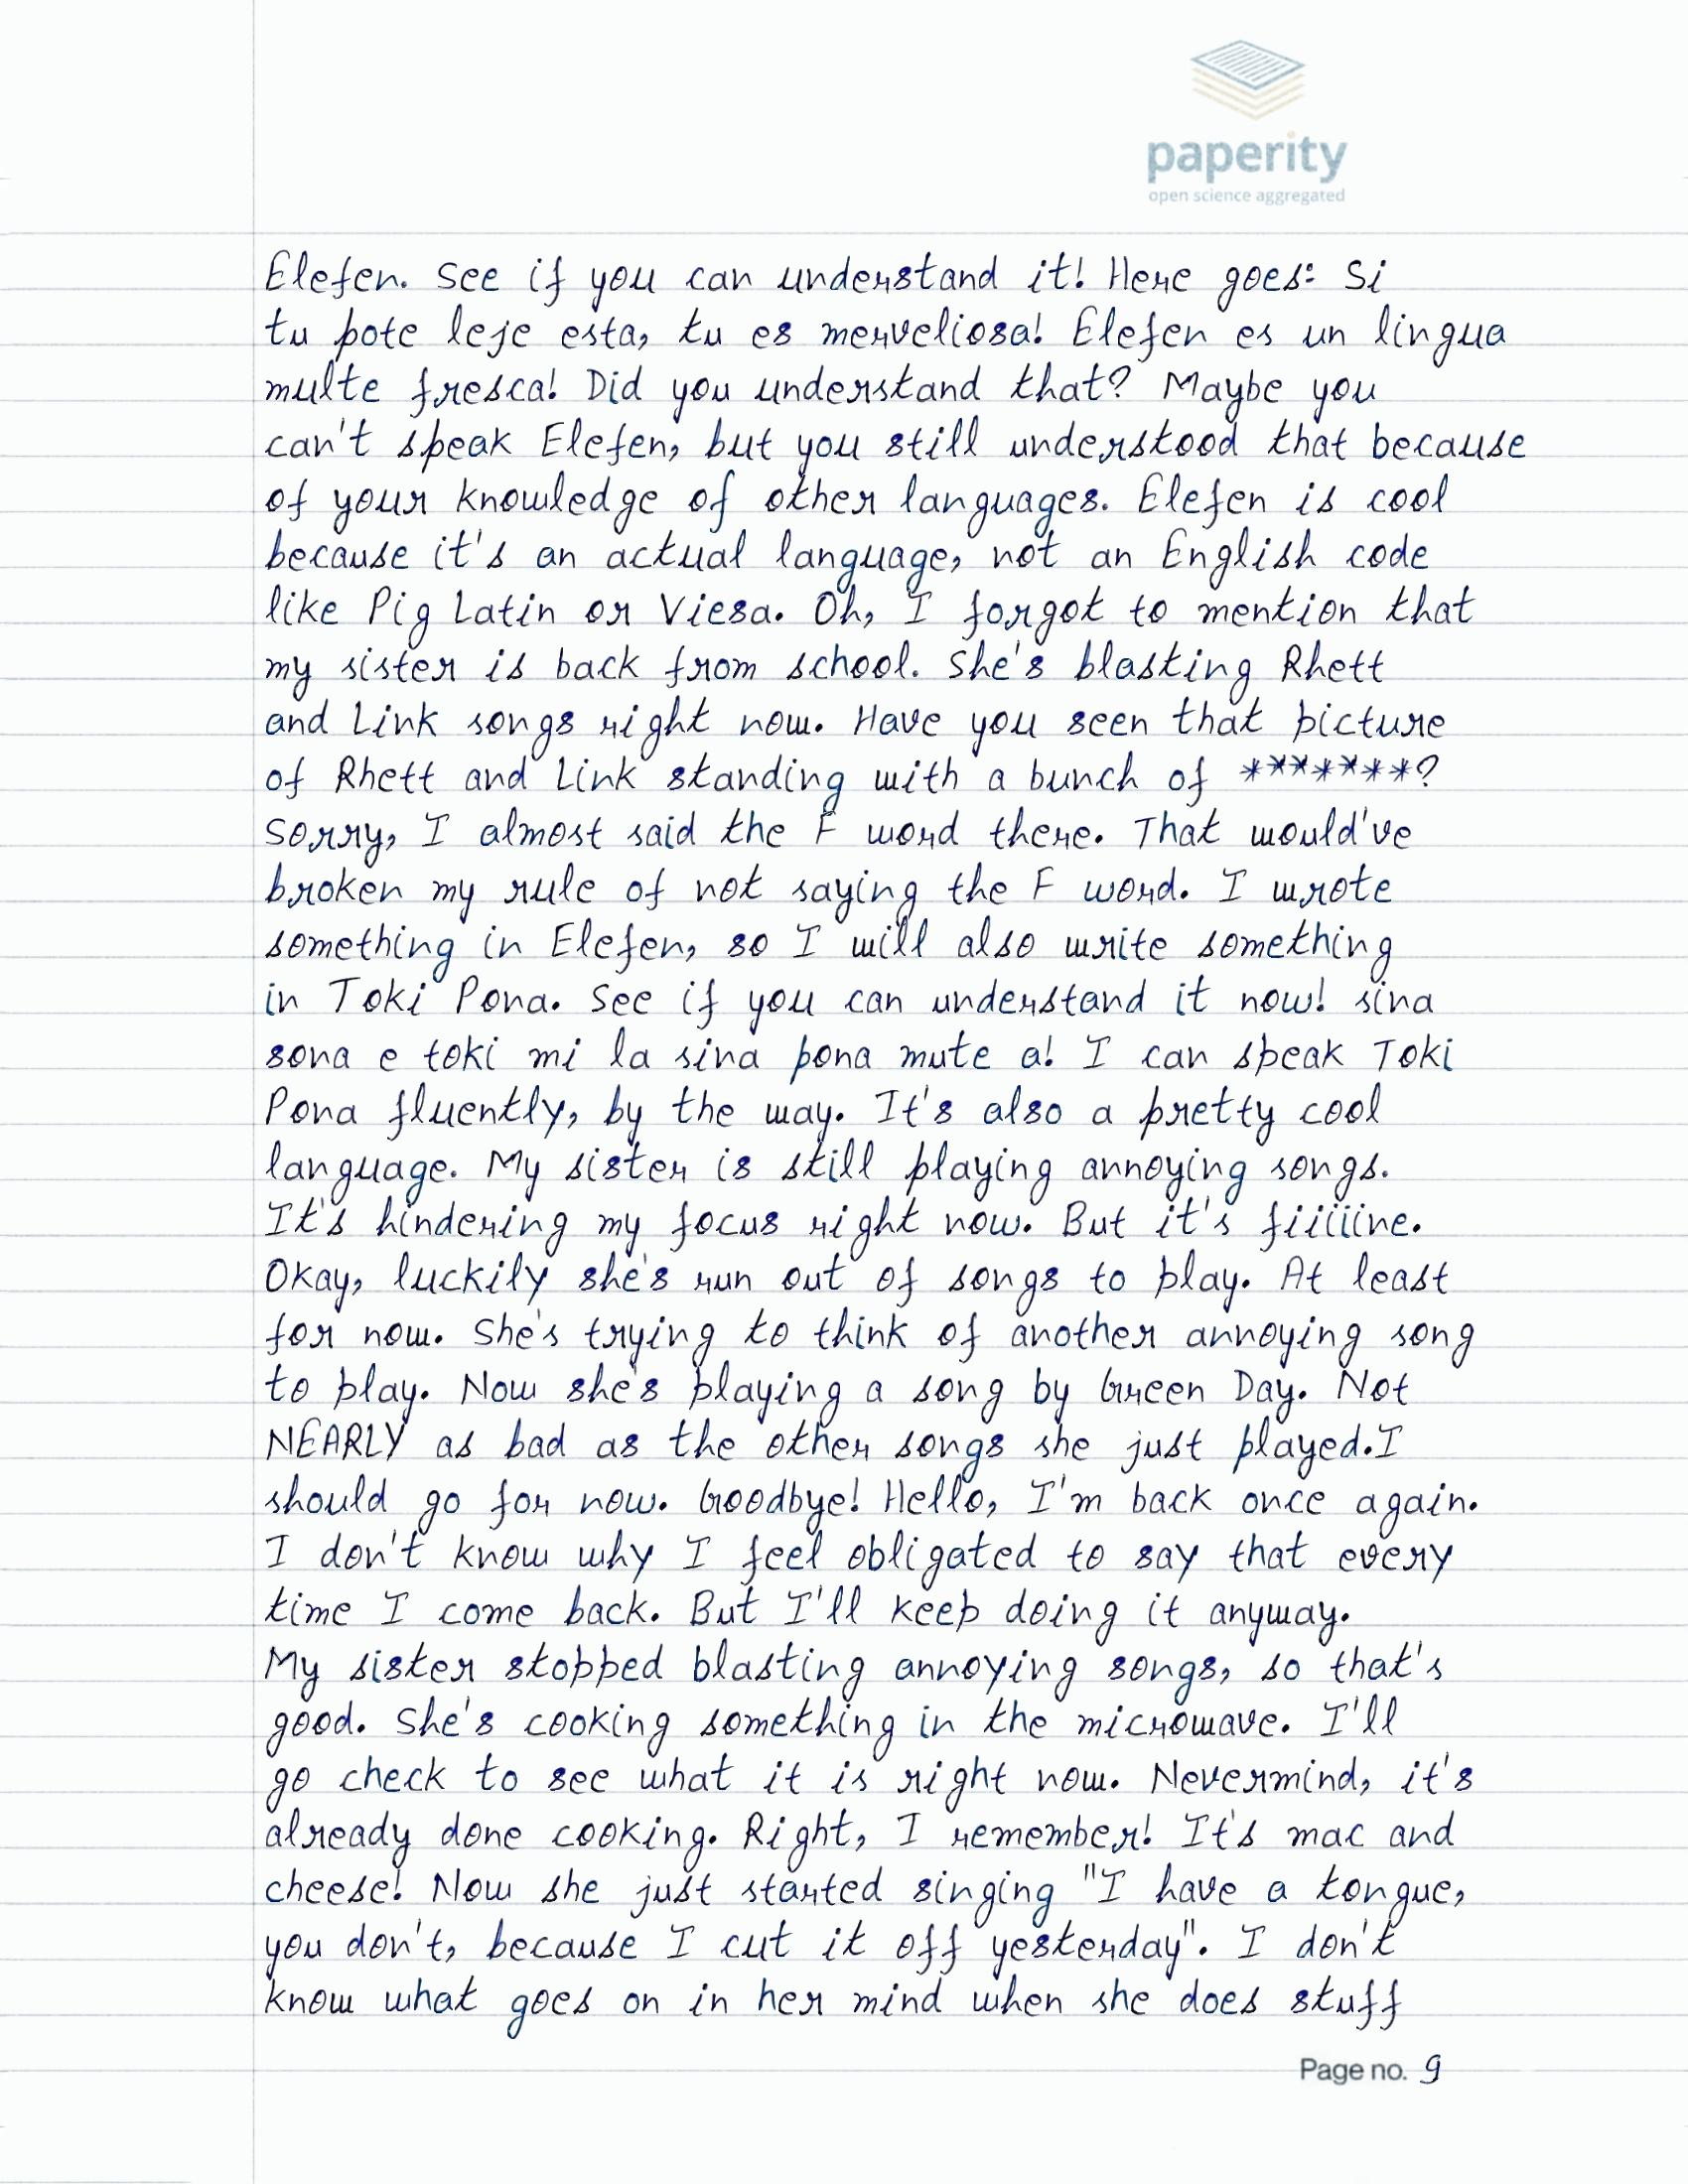 paperity
open science aggregated
Elefen. See if you can understand it! Here goes: Si
tu pote leje esta, tu es merveliosa! Elefen es un lingua
multe fresca! Did you understand that? Maybe you
can't speak Elefen, but you still understood that because
of your knowledge of other languages. Elefen is cool
because it's an actual language, not an English code
like Pig Latin or Viesa. Oh, I forgot to mention that
my sister is back from school. She's blasting Rhett
and Link songs right now. Have you seen that picture
of Rhett and Link standing with a bunch of *******?
Sorry, I almost said the F word there. That would've
broken my rule of not saying the F word. I wrote
something in Elefen, so I will also write something
in Toki Pona. See if you can understand it now! sina
sona e toki mi la sina pona mute a! I can speak Toki
Pona fluently, by the way. It's also a pretty cool
language. My sister is still playing annoying songs.
It's hindering my focus right now. But it's fiiiiine.
Okay, luckily she's run out of songs to play. At least
for now. She's trying to think of another annoying song
to play. Now she's playing a song by Green Day. Not
NEARLY as bad as the other songs she just played.I
should go for now. Goodbye! Hello, I'm back once again.
I don't know why I feel obligated to say that every
time I come back. But I'll keep doing it anyway.
My sister stopped blasting annoying songs, so that's
good. She's cooking something in the microwave. I'll
go check to see what it is right now. Nevermind, it's
already done cooking. Right, I remember! It's mac and
cheese! Now she just started singing "I have a tongue,
you don't, because I cut it off yesterday". I don't
know what goes on in her mind when she does stuff
Page no. 9